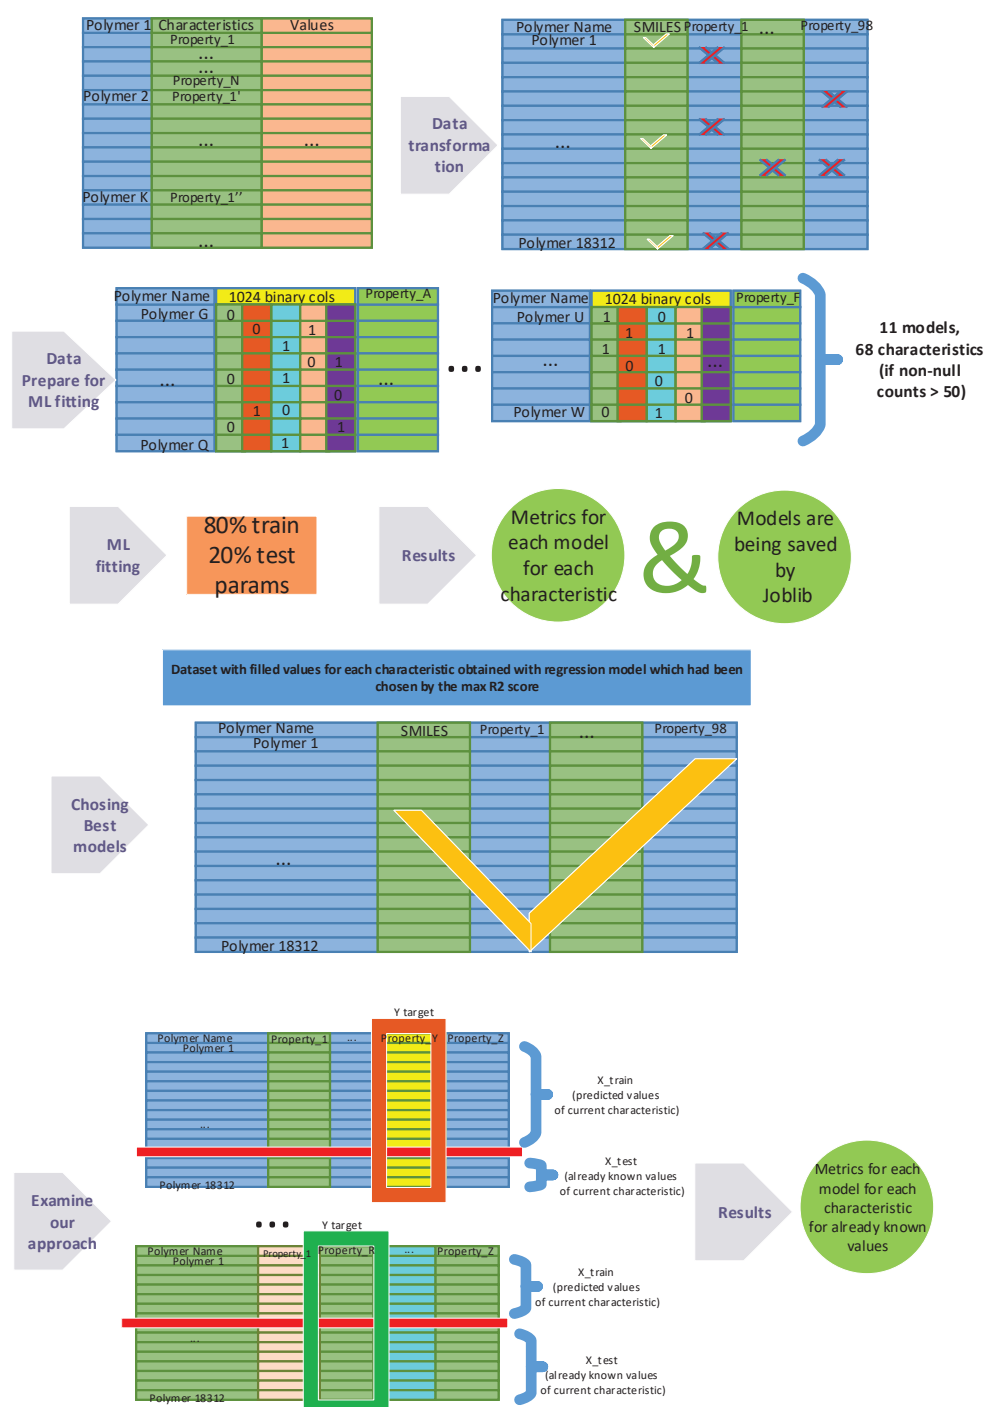 Polymer 1 Characteristics Values
Property_1
...
...
Property_N
Polymer 2 Property_1'
... ...
Polymer K Property_1''
...
Data
transforma
tion
Polymer Name SMILES Property_1 ... Property_98
Polymer 1
...
Polymer 18312
Data
Prepare for
ML fitting
Polymer Name 1024 binary cols Property_A
Polymer G 0
0 1
1
0 1
... 0 1 ...
0
1 0
0 1
Polymer Q 1
...
Polymer Name 1024 binary cols Property_F
Polymer U 1 0
1 1
1 1
... 0 ...
0
0
Polymer W 0 1
11 models,
68 characteristics
(if non-null
counts > 50)
ML
fitting
80% train
20% test
params
Results
Metrics for
each model
for each
characteristic
&
Models are
being saved
by
Joblib
Dataset with filled values for each characteristic obtained with regression model which had been
chosen by the max R2 score
Chosing
Best
models
Polymer Name SMILES Property_1 ... Property_98
Polymer 1
...
Polymer 18312
Examine
our
approach
Y target
Polymer Name Property_1 ... Property_Y Property_Z
Polymer 1
...
Polymer 18312
X_train
(predicted values
of current characteristic)
X_test
(already known values
of current characteristic)
....
Y target
Polymer Name Property_1 Property_R ... Property_Z
Polymer 1
...
Polymer 18312
X_train
(predicted values
of current characteristic)
X_test
(already known values
of current characteristic)
Results
Metrics for each
model for each
characteristic
for already known
values